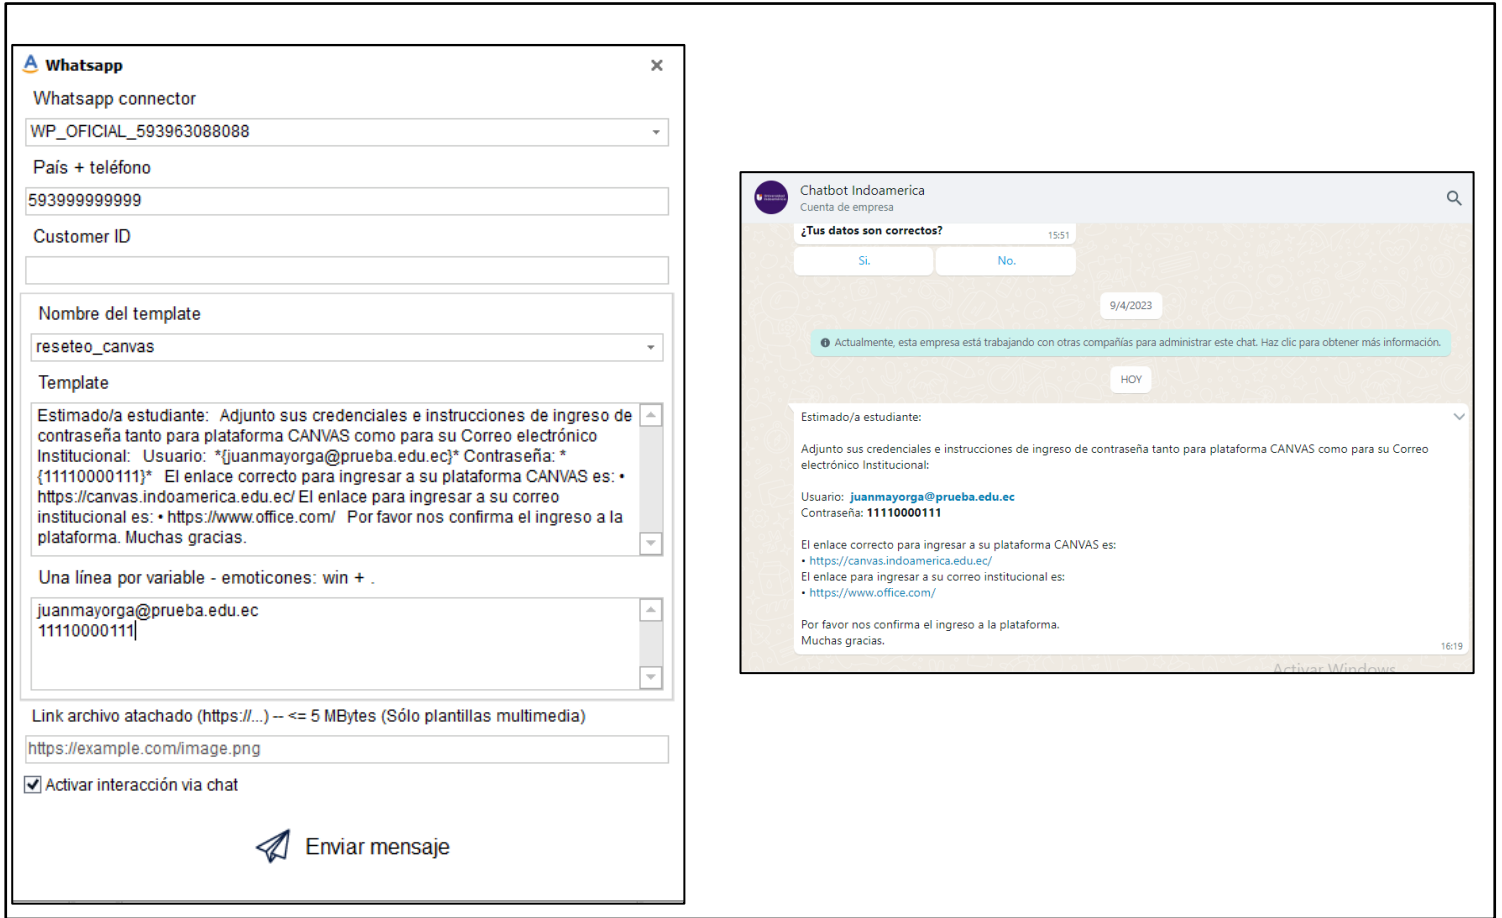 Whatsapp
Whatsapp connector
WP_OFICIAL_593963088088
País + teléfono
593999999999
Customer ID
Nombre del template
reseteo_canvas
Template
Estimado/a estudiante:   Adjunto sus credenciales e instrucciones de ingreso de
contraseña tanto para plataforma CANVAS como para su Correo electrónico
Institucional:   Usuario:  *{juanmayorga@prueba.edu.ec}* Contraseña: *
{11110000111}*   El enlace correcto para ingresar a su plataforma CANVAS es: •
https://canvas.indoamerica.edu.ec/ El enlace para ingresar a su correo
institucional es: • https://www.office.com/   Por favor nos confirma el ingreso a la
plataforma. Muchas gracias.
Una línea por variable - emoticones: win + .
juanmayorga@prueba.edu.ec
11110000111
Link archivo atachado (https://...) -- <= 5 MBytes (Sólo plantillas multimedia)
https://example.com/image.png
Activar interacción via chat
Enviar mensaje
Chatbot Indoamerica
Cuenta de empresa
¿Tus datos son correctos?
15:51
Si.
No.
9/4/2023
Actualmente, esta empresa está trabajando con otras compañías para administrar este chat. Haz clic para obtener más información.
HOY
Estimado/a estudiante:
Adjunto sus credenciales e instrucciones de ingreso de contraseña tanto para plataforma CANVAS como para su Correo
electrónico Institucional:
Usuario:  juanmayorga@prueba.edu.ec
Contraseña: 11110000111
El enlace correcto para ingresar a su plataforma CANVAS es:
• https://canvas.indoamerica.edu.ec/
El enlace para ingresar a su correo institucional es:
• https://www.office.com/
Por favor nos confirma el ingreso a la plataforma.
Muchas gracias.
16:19
Activar Windows